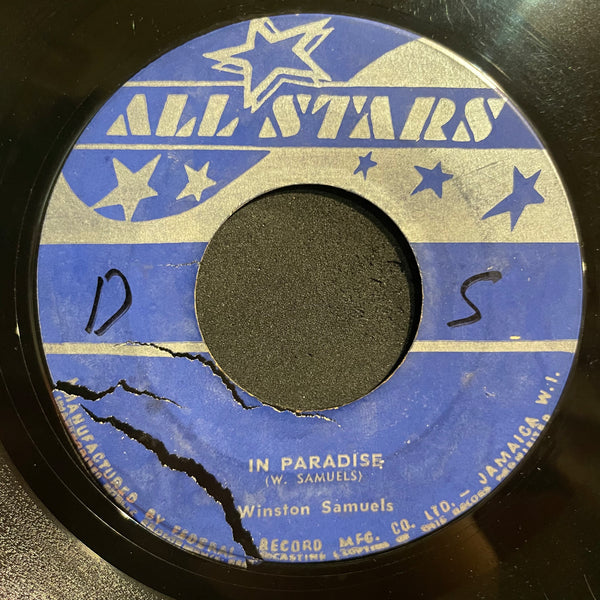 ALL STARS
D S
IN PARADISE
(W. SAMUELS)
Winston Samuels
MANUFACTURED BY FEDERAL RECORD MFG. CO. LTD. – JAMAICA W. I.